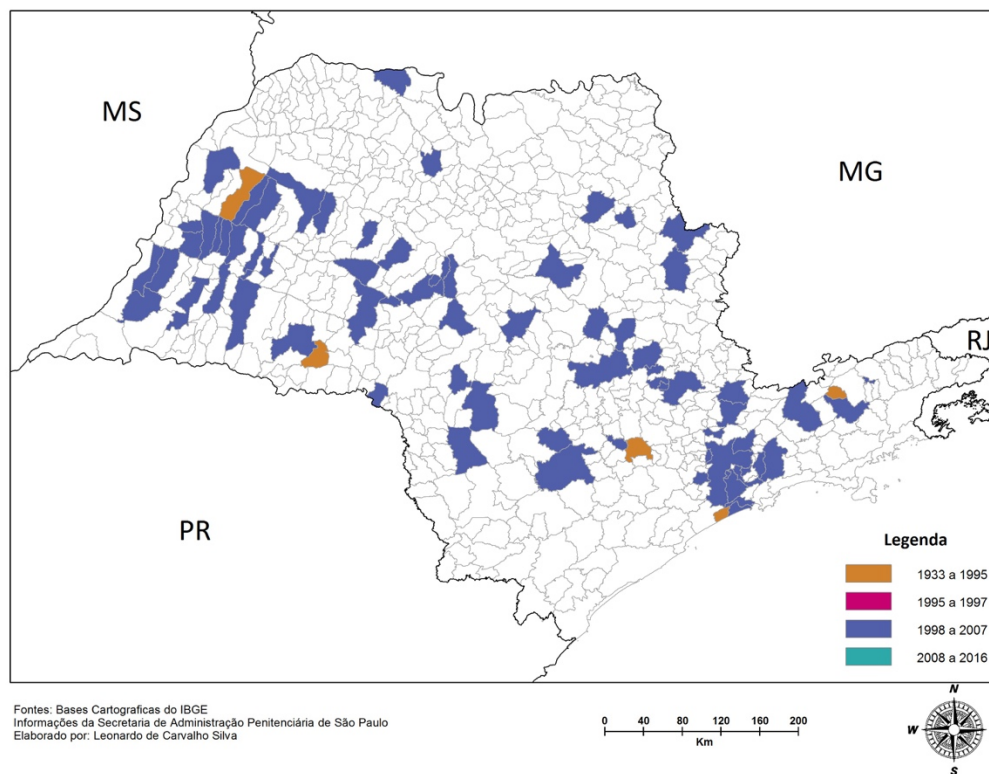 MS
MG
RJ
PR
Legenda
1933 a 1995
1995 a 1997
1998 a 2007
2008 a 2016
Fontes: Bases Cartograficas do IBGE
Informações da Secretaria de Administração Penitenciária de São Paulo
Elaborado por: Leonardo de Carvalho Silva
0 40 80 120 160 200
Km
N
W E
S